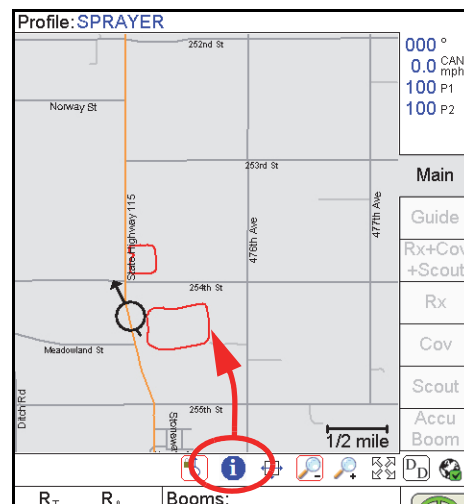 Profile: SPRAYER
252nd St
000 °
0.0 CAN mph
100 P1
100 P2
Norway St
253rd St
Main
State Highway 115
476th Ave
477th Ave
Guide
Rx+Cov
+Scout
254th St
Rx
Meadowland St
Cov
Scout
Ditch Rd
255th St
Accu
Boom
1/2 mile
i
DD
RT
Booms: